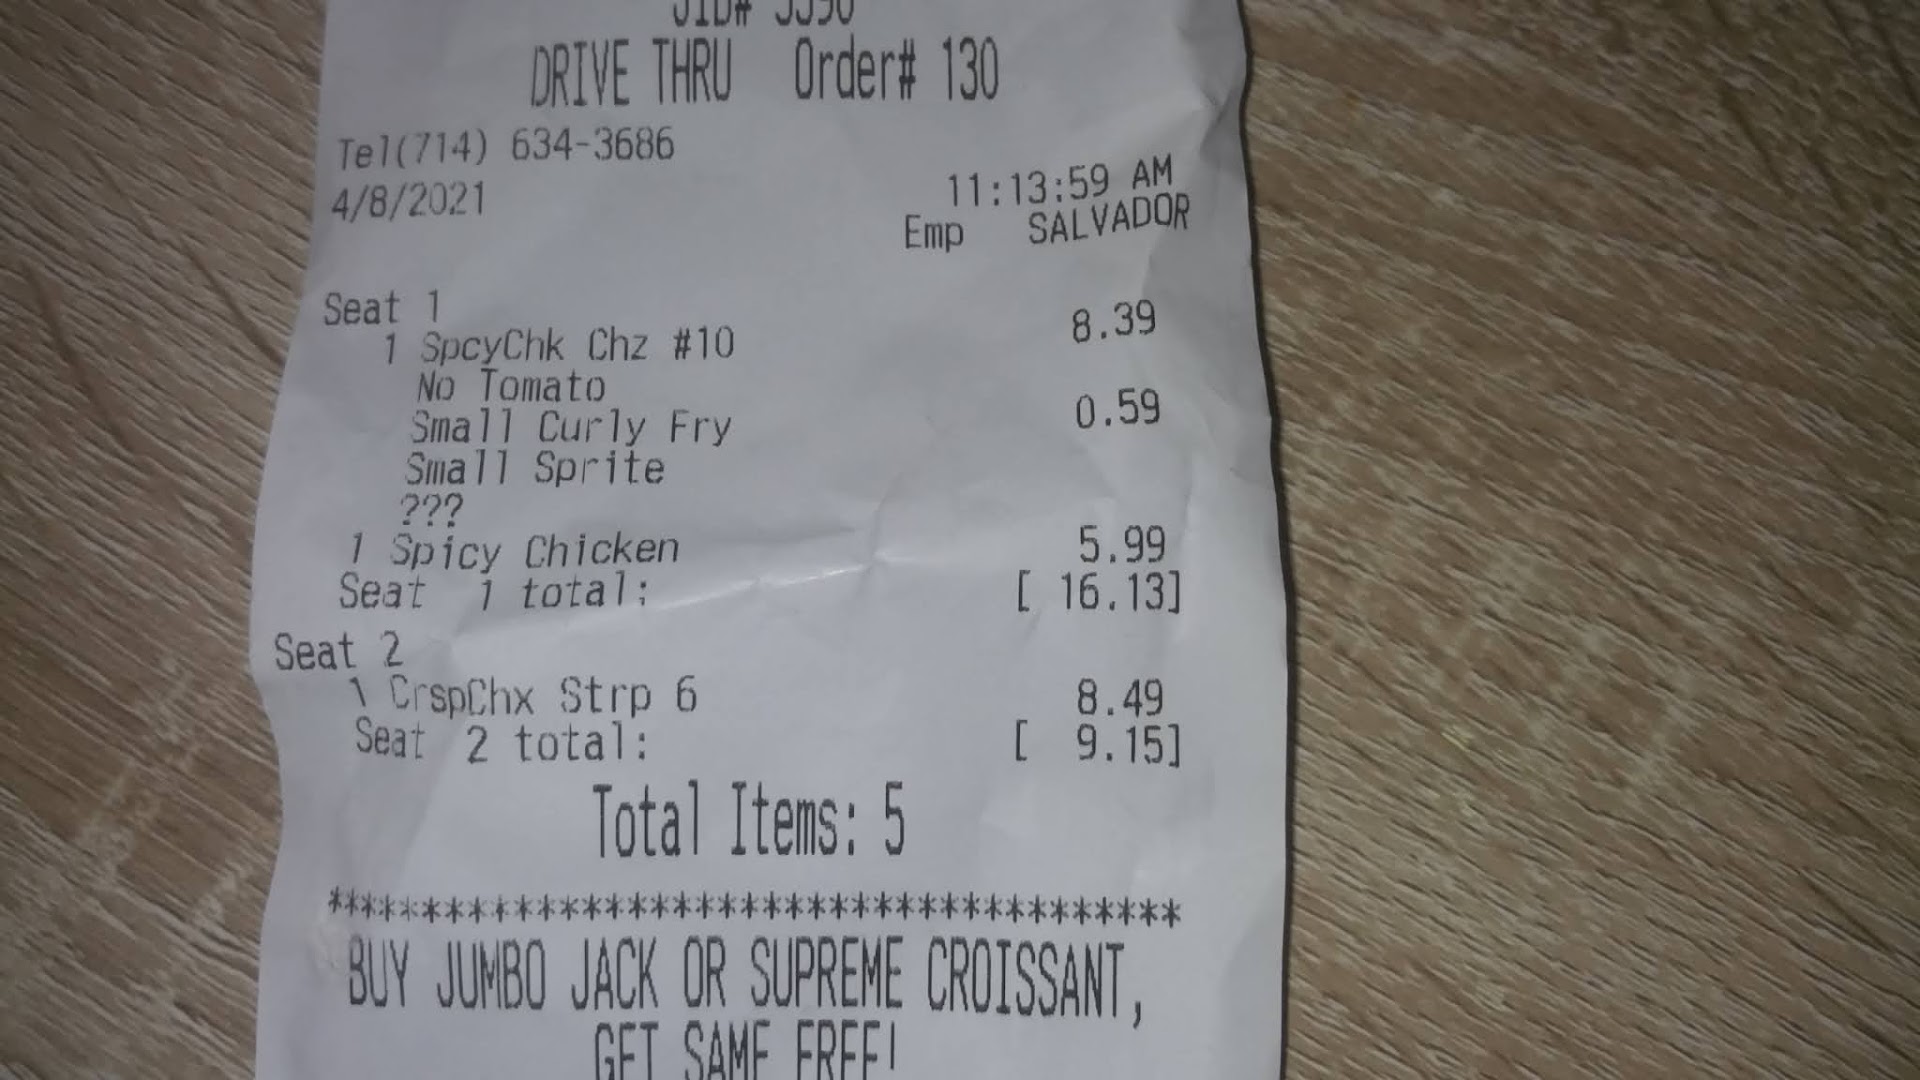 DRIVE THRU Order# 130
Tel(714) 634-3686
4/8/2021 11:13:59 AM
Emp SALVADOR
Seat 1
1 SpcyChk Chz #10 8.39
No Tomato
Small Curly Fry 0.59
Small Sprite
???
1 Spicy Chicken 5.99
Seat 1 total: [ 16.13]
Seat 2
1 CrspChx Strp 6 8.49
Seat 2 total: [ 9.15]
Total Items: 5
*************************************
BUY JUMBO JACK OR SUPREME CROISSANT,
GET SAME FREE!